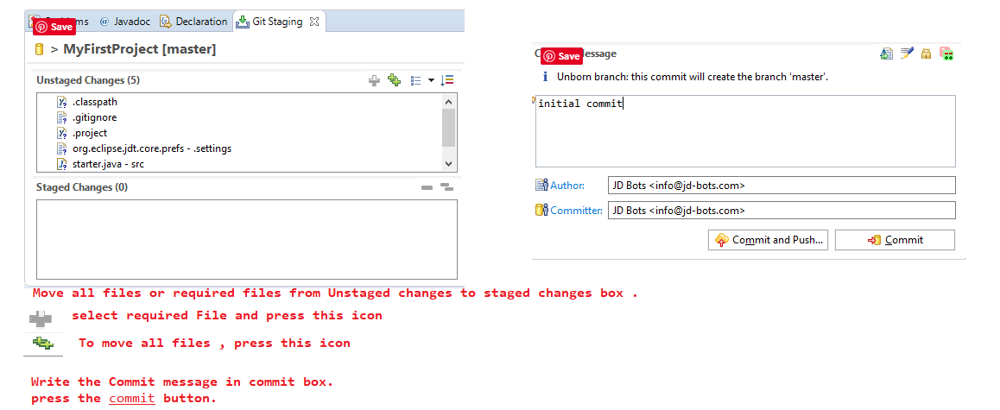 Save
ms @ Javadoc Declaration Git Staging
> MyFirstProject [master]
Unstaged Changes (5)
.classpath
.gitignore
.project
org.eclipse.jdt.core.prefs - .settings
starter.java - src
Staged Changes (0)
Save
essage
Unborn branch: this commit will create the branch 'master'.
initial commit
Author: JD Bots <info@jd-bots.com>
Committer: JD Bots <info@jd-bots.com>
Commit and Push... Commit
Move all files or required files from Unstaged changes to staged changes box .
select required File and press this icon
To move all files , press this icon
Write the Commit message in commit box.
press the commit button.